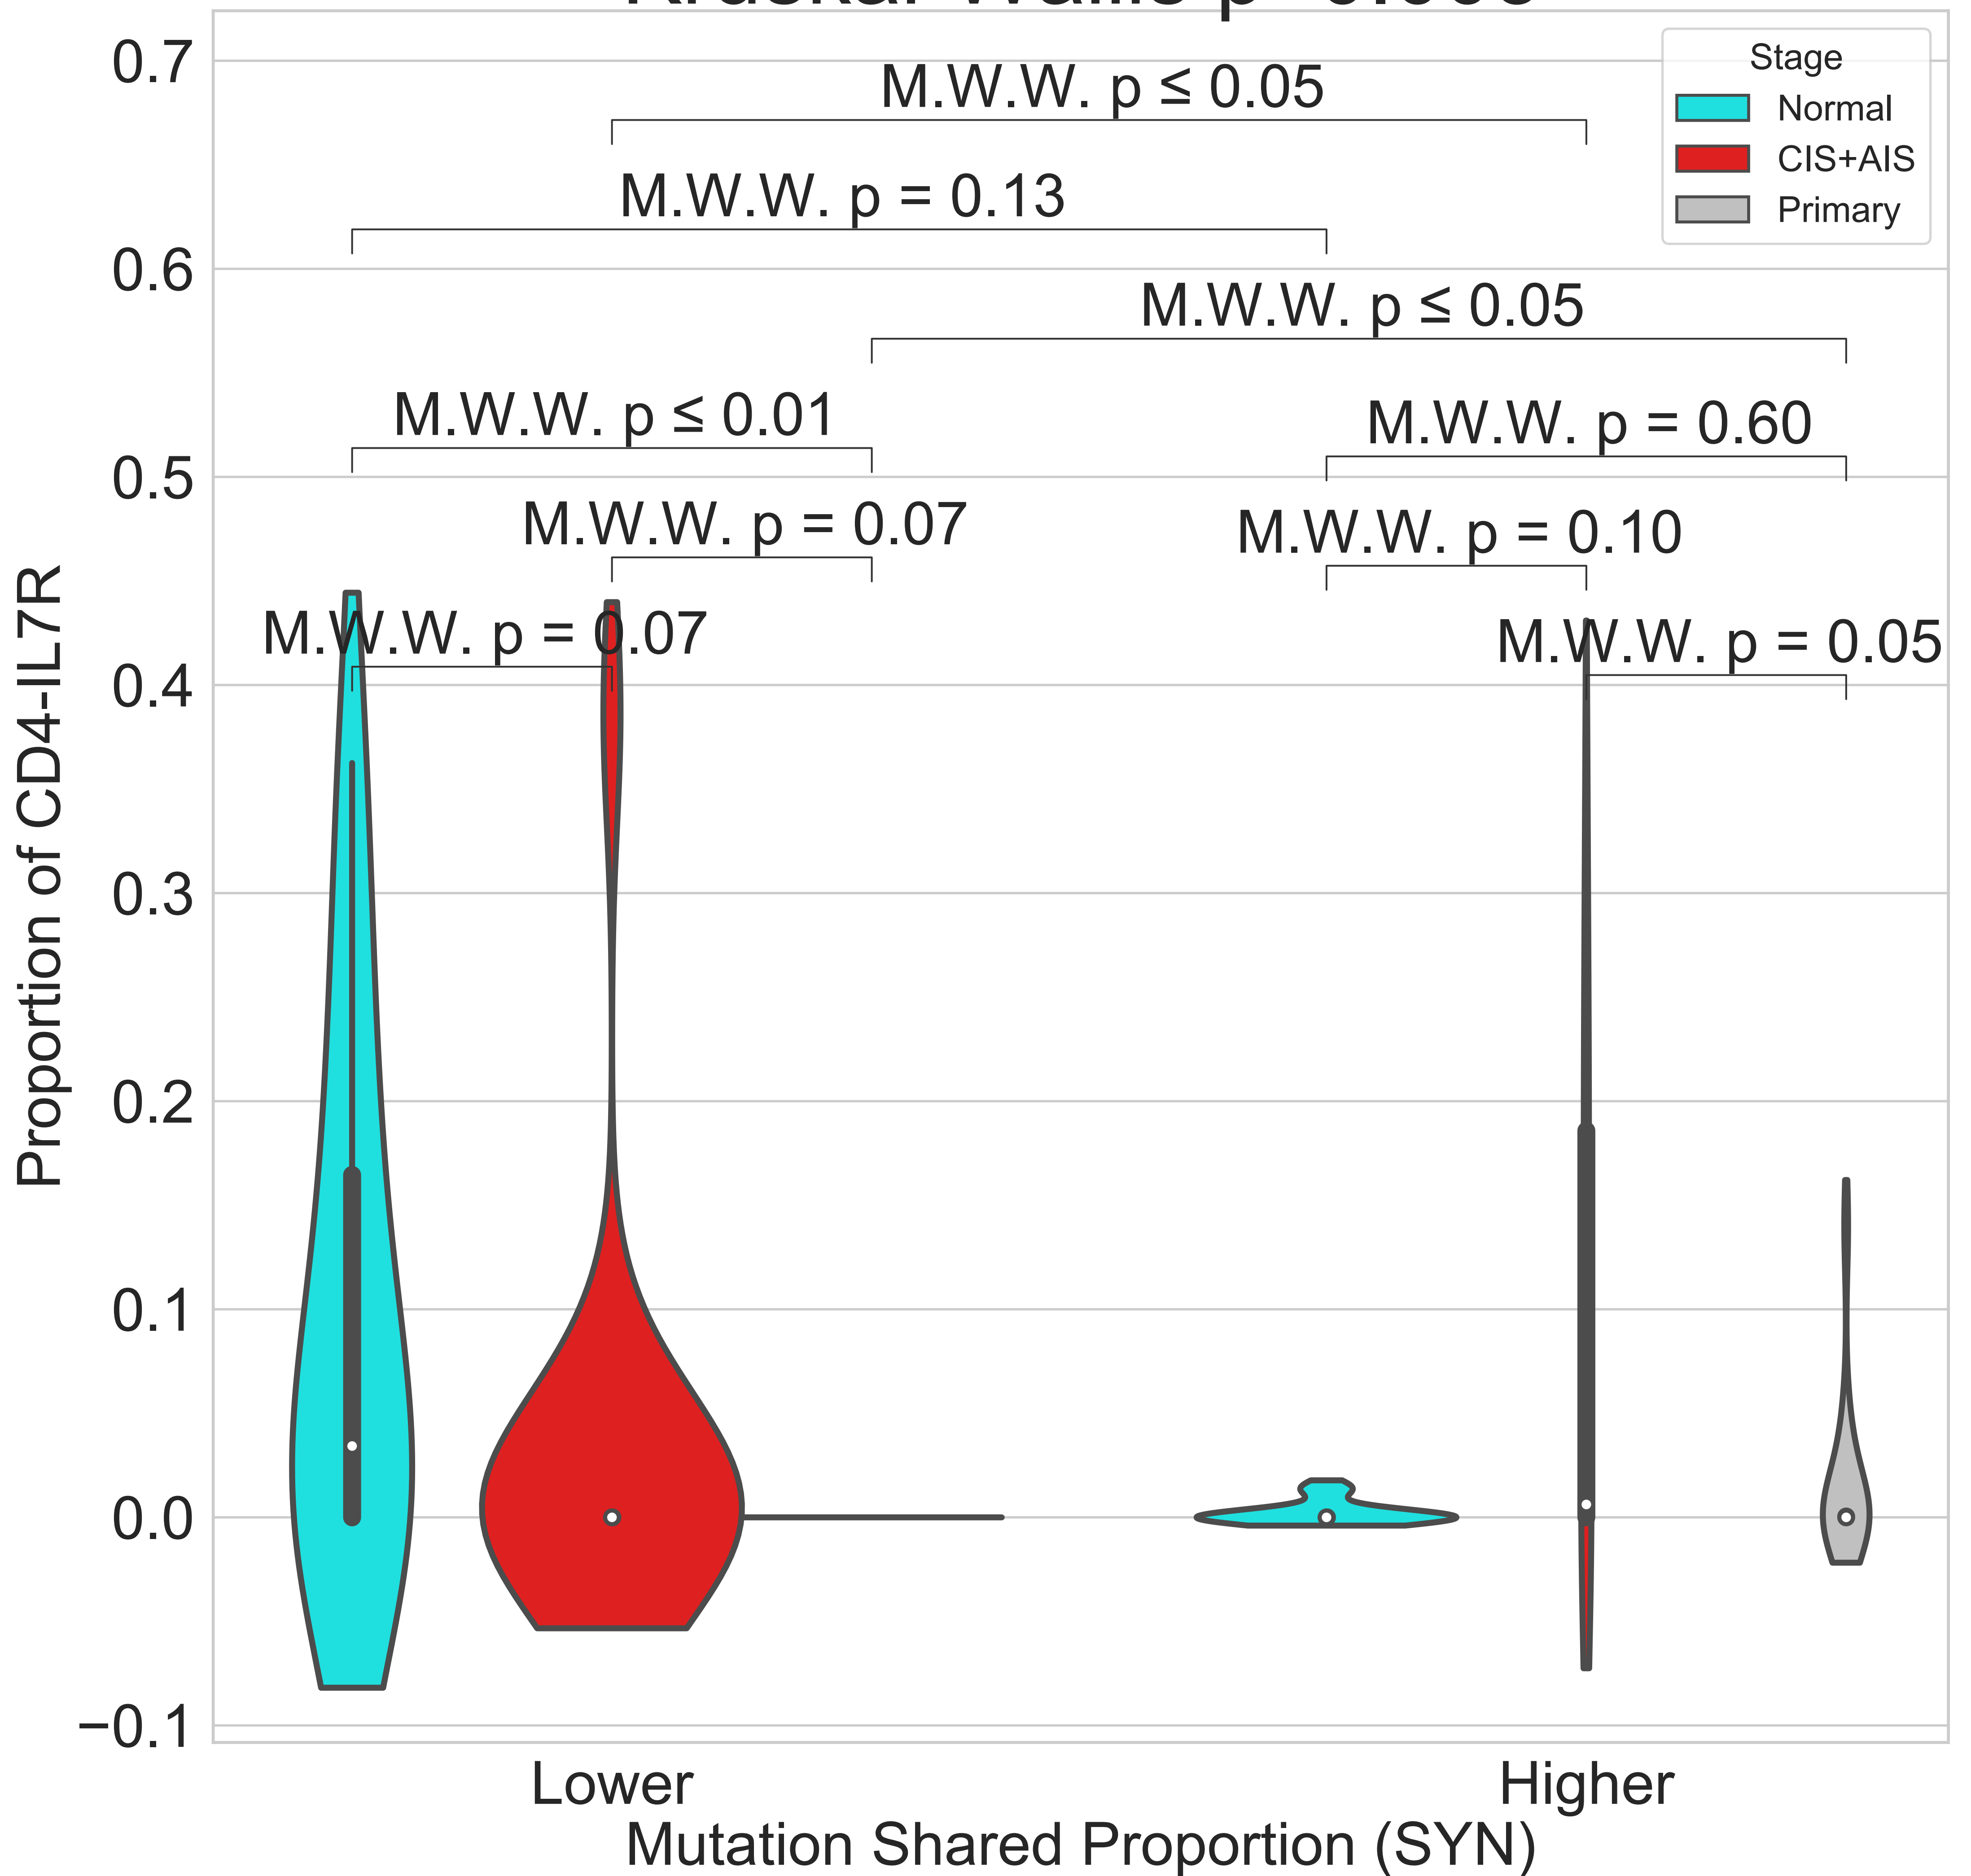 Stage
Normal
CIS+AIS
Primary
0.7
0.6
0.5
0.4
0.3
0.2
0.1
0.0
−0.1
Proportion of CD4-IL7R
M.W.W. p ≤ 0.05
M.W.W. p = 0.13
M.W.W. p ≤ 0.05
M.W.W. p ≤ 0.01
M.W.W. p = 0.60
M.W.W. p = 0.07
M.W.W. p = 0.10
M.W.W. p = 0.07
M.W.W. p = 0.05
Lower
Higher
Mutation Shared Proportion (SYN)